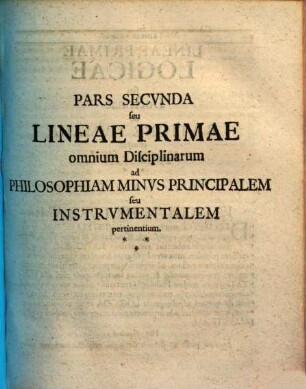 PARS SECVNDA
seu
LINEAE PRIMAE
omnium Disciplinarum
ad
PHILOSOPHIAM MINVS PRINCIPALEM
seu
INSTRVMENTALEM
pertinentium.
* *
*